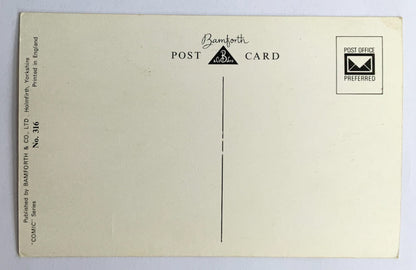 Bamforth
POST CARD
POST OFFICE
PREFERRED
Published by BAMFORTH & CO., LTD. Holmfirth, Yorkshire
"COMIC" Series
No. 316
Printed in England